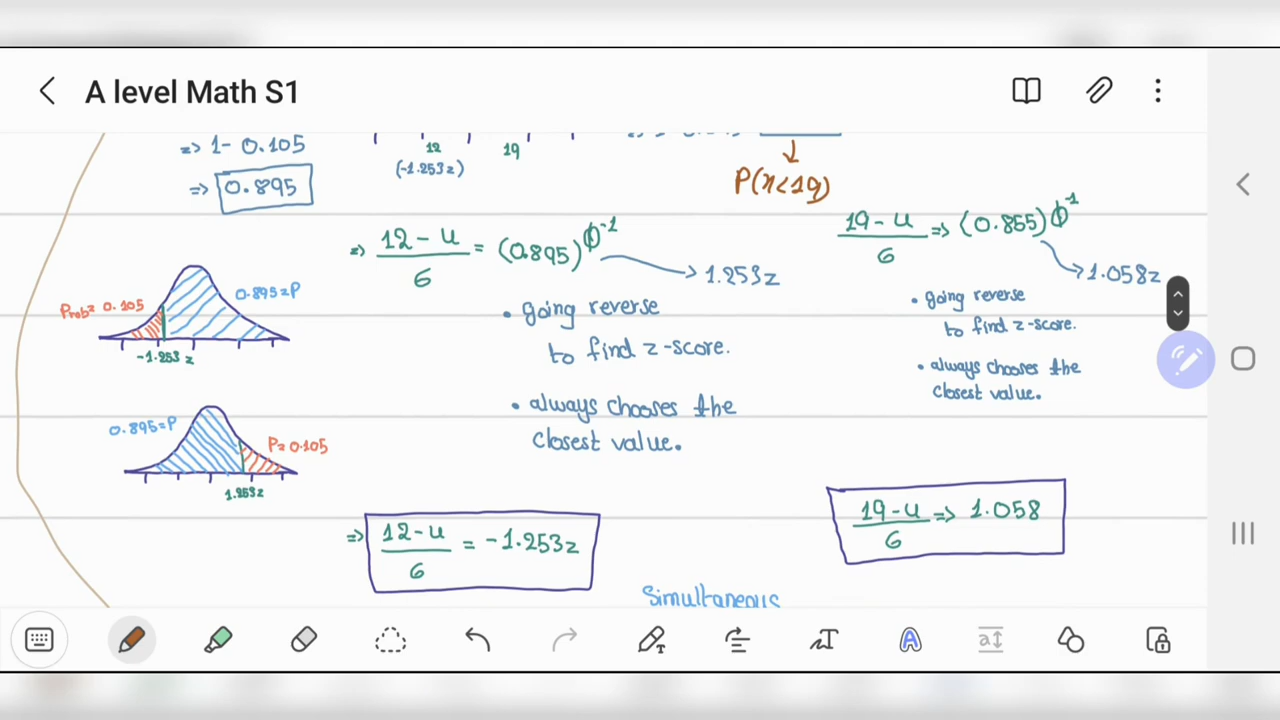 A level Math S1
=> 1- 0.105
=> 0.895
12
19
(-1.253z)
P(x<19)
=> 12 - u / 6 = (0.895) Φ⁻¹
→ 1.253z
• going reverse
to find z-score.
• always chooses the
closest value.
19 - u / 6 => (0.855) Φ⁻¹
→ 1.058z
• going reverse
to find z-score.
• always chooses the
closest value.
Prob= 0.105
0.895=P
-1.253 z
0.895=P
P= 0.105
1.253z
=> 12-u / 6 = -1.253z
19-u / 6 => 1.058
Simultaneous